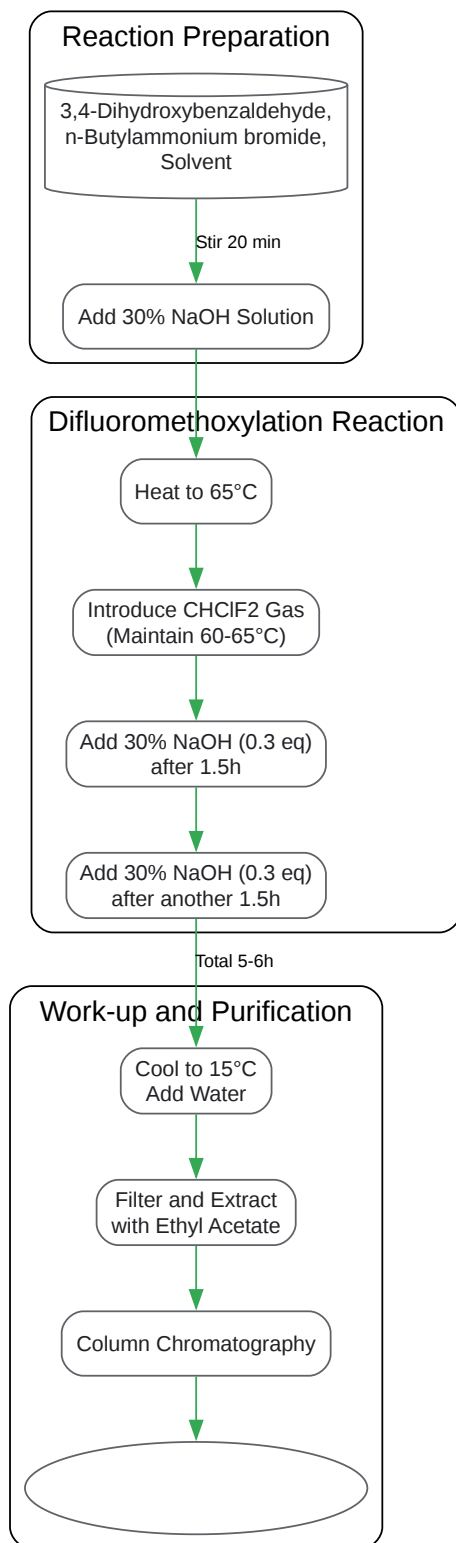 Reaction Preparation
3,4-Dihydroxybenzaldehyde,
n-Butylammonium bromide,
Solvent
Stir 20 min
Add 30% NaOH Solution
Difluoromethoxylation Reaction
Heat to 65°C
Introduce CHClF2 Gas
(Maintain 60-65°C)
Add 30% NaOH (0.3 eq)
after 1.5h
Add 30% NaOH (0.3 eq)
after another 1.5h
Total 5-6h
Work-up and Purification
Cool to 15°C
Add Water
Filter and Extract
with Ethyl Acetate
Column Chromatography